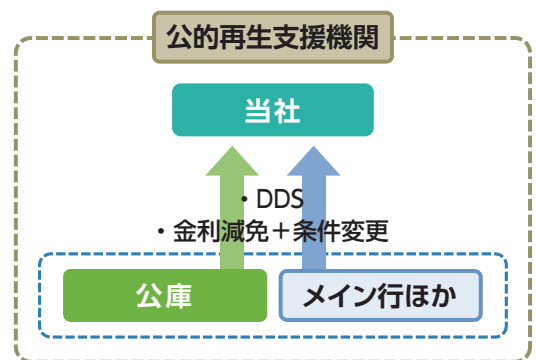 公的再生支援機関
当社
・DDS
・金利減免＋条件変更
公庫
メイン行ほか